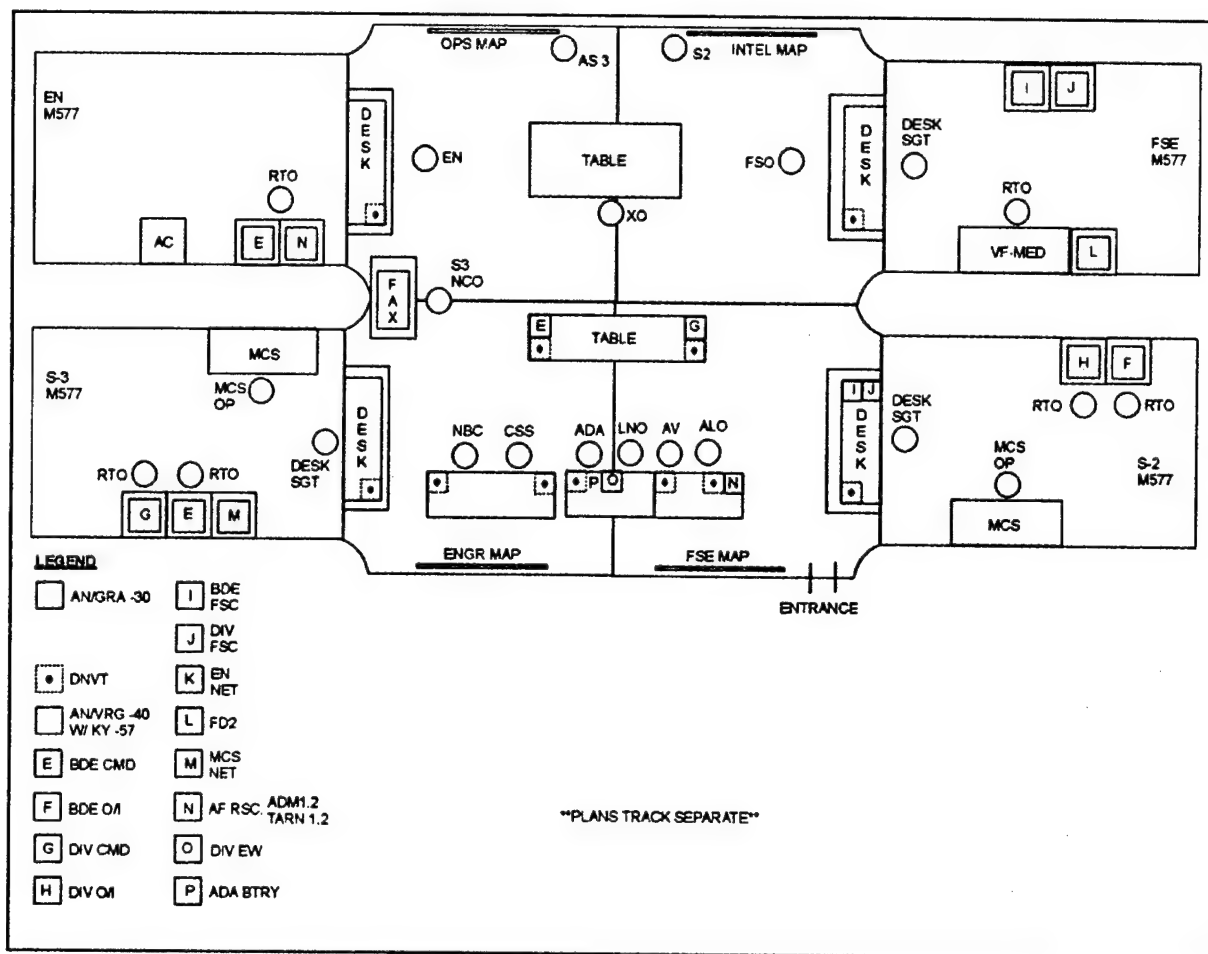 OPS MAP
AS 3
S2
INTEL MAP
EN
M577
DESK
EN
TABLE
FSO
DESK
DESK
SGT
I
J
FSE
M577
RTO
XO
RTO
AC
E
N
VF-MED
L
FAX
S3
NCO
S-3
M577
MCS
MCS
OP
DESK
SGT
DESK
E
TABLE
G
I
J
DESK
DESK
SGT
H
F
RTO
RTO
S-2
M577
NBC
CSS
ADA
LNO
AV
ALO
P
O
N
MCS
OP
MCS
RTO
RTO
G
E
M
ENGR MAP
FSE MAP
ENTRANCE
LEGEND
AN/GRA -30
DNVT
AN/VRG -40
W/ KY -57
E BDE CMD
F BDE O/I
G DIV CMD
H DIV O/I
I BDE
FSC
J DIV
FSC
K EN
NET
L FD2
M MCS
NET
N AF RSC. ADM1.2
TARN 1.2
O DIV EW
P ADA BTRY
**PLANS TRACK SEPARATE**